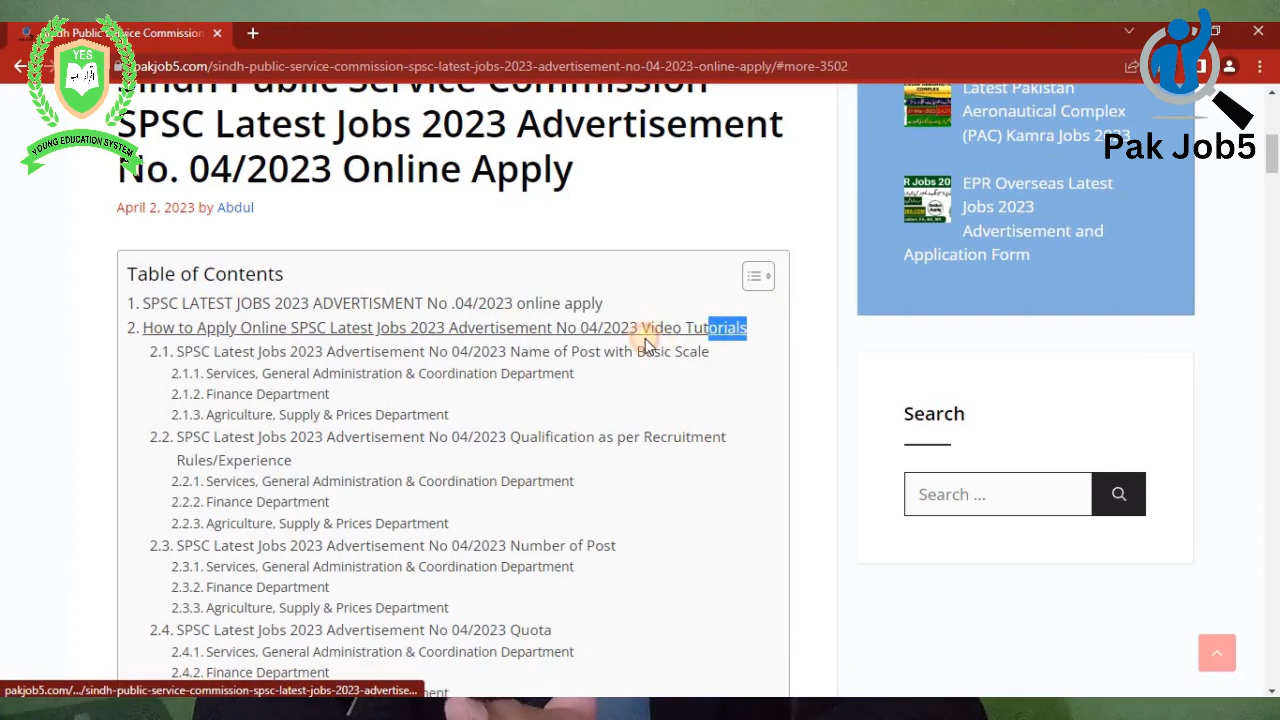 Sindh Public Service Commission
pakjob5.com/sindh-public-service-commission-spsc-latest-jobs-2023-advertisement-no-04-2023-online-apply/#more-3502
YES
YOUNG EDUCATION SYSTEM
Pak Job5
Sindh Public Service Commission
SPSC Latest Jobs 2023 Advertisement
No. 04/2023 Online Apply
April 2, 2023 by Abdul
Table of Contents
1. SPSC LATEST JOBS 2023 ADVERTISMENT No .04/2023 online apply
2. How to Apply Online SPSC Latest Jobs 2023 Advertisement No 04/2023 Video Tutorials
2.1. SPSC Latest Jobs 2023 Advertisement No 04/2023 Name of Post with Basic Scale
2.1.1. Services, General Administration & Coordination Department
2.1.2. Finance Department
2.1.3. Agriculture, Supply & Prices Department
2.2. SPSC Latest Jobs 2023 Advertisement No 04/2023 Qualification as per Recruitment
Rules/Experience
2.2.1. Services, General Administration & Coordination Department
2.2.2. Finance Department
2.2.3. Agriculture, Supply & Prices Department
2.3. SPSC Latest Jobs 2023 Advertisement No 04/2023 Number of Post
2.3.1. Services, General Administration & Coordination Department
2.3.2. Finance Department
2.3.3. Agriculture, Supply & Prices Department
2.4. SPSC Latest Jobs 2023 Advertisement No 04/2023 Quota
2.4.1. Services, General Administration & Coordination Department
2.4.2. Finance Department
Latest Pakistan
Aeronautical Complex
(PAC) Kamra Jobs 2023
R Jobs 20
EPR Overseas Latest
Jobs 2023
Advertisement and
Application Form
Search
Search ...
pakjob5.com/.../sindh-public-service-commission-spsc-latest-jobs-2023-advertise...